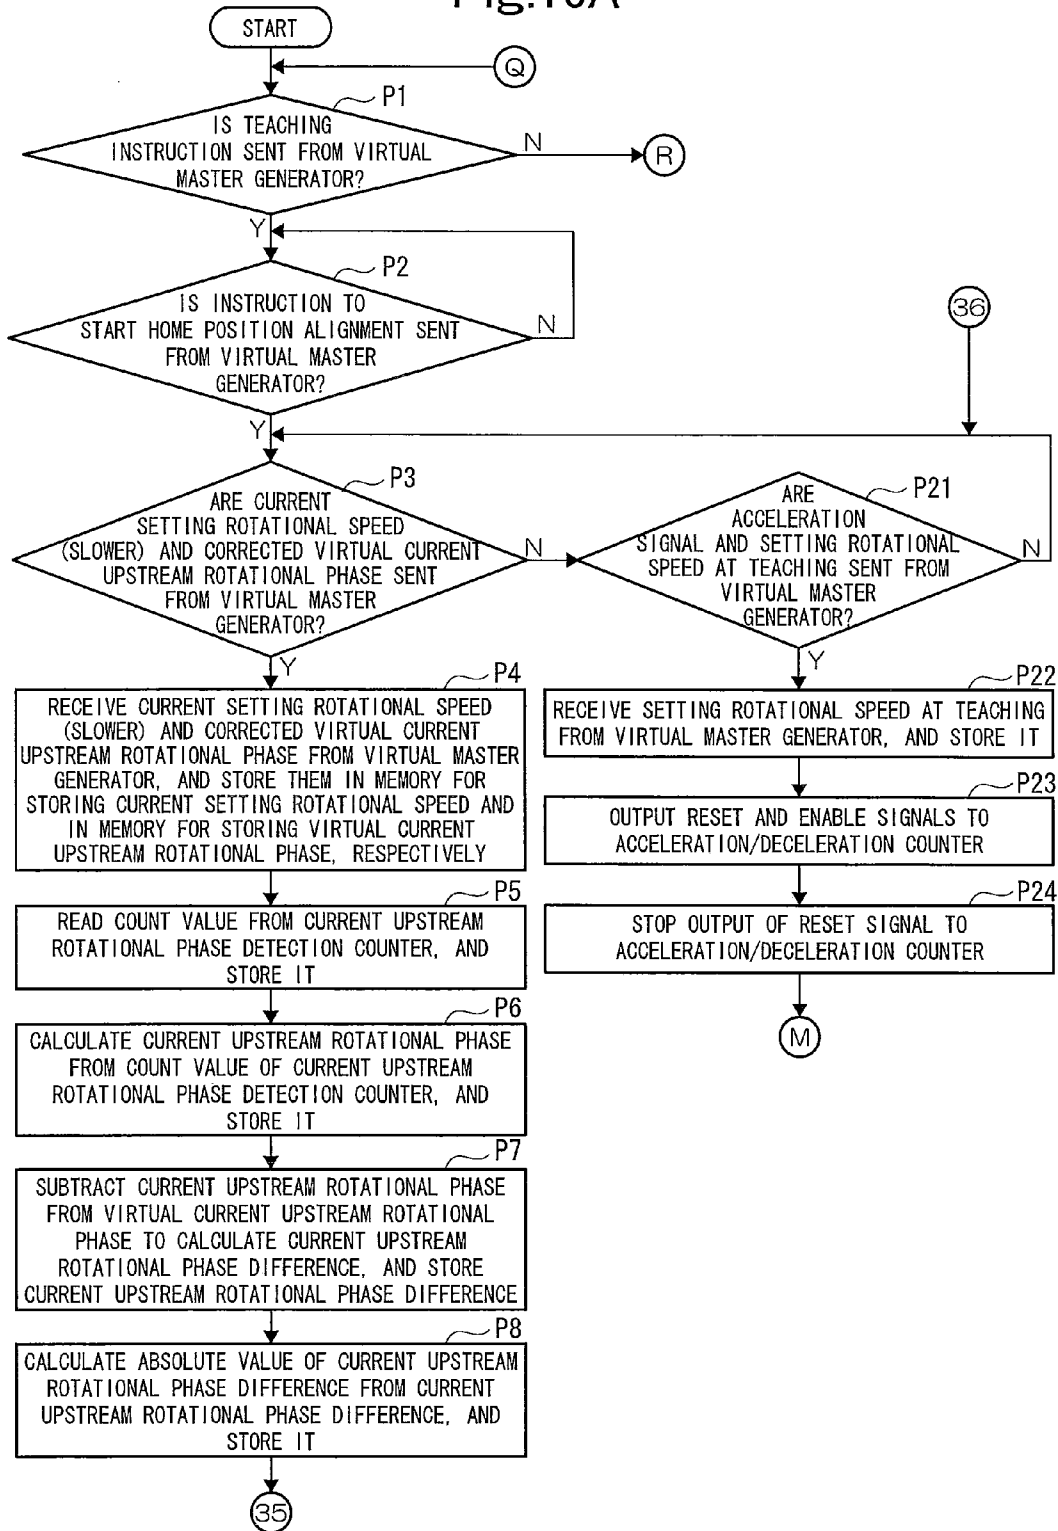 START
Q
P1
IS TEACHING
INSTRUCTION SENT FROM VIRTUAL
MASTER GENERATOR?
N
R
Y
P2
IS INSTRUCTION TO
START HOME POSITION ALIGNMENT SENT
FROM VIRTUAL MASTER
GENERATOR?
N
36
Y
P3
ARE CURRENT
SETTING ROTATIONAL SPEED
(SLOWER) AND CORRECTED VIRTUAL CURRENT
UPSTREAM ROTATIONAL PHASE SENT
FROM VIRTUAL MASTER
GENERATOR?
N
P21
ARE
ACCELERATION
SIGNAL AND SETTING ROTATIONAL
SPEED AT TEACHING SENT FROM
VIRTUAL MASTER
GENERATOR?
N
Y
P4
RECEIVE CURRENT SETTING ROTATIONAL SPEED
(SLOWER) AND CORRECTED VIRTUAL CURRENT
UPSTREAM ROTATIONAL PHASE FROM VIRTUAL MASTER
GENERATOR, AND STORE THEM IN MEMORY FOR
STORING CURRENT SETTING ROTATIONAL SPEED AND
IN MEMORY FOR STORING VIRTUAL CURRENT
UPSTREAM ROTATIONAL PHASE, RESPECTIVELY
P5
READ COUNT VALUE FROM CURRENT UPSTREAM
ROTATIONAL PHASE DETECTION COUNTER, AND
STORE IT
P6
CALCULATE CURRENT UPSTREAM ROTATIONAL PHASE
FROM COUNT VALUE OF CURRENT UPSTREAM
ROTATIONAL PHASE DETECTION COUNTER, AND
STORE IT
P7
SUBTRACT CURRENT UPSTREAM ROTATIONAL PHASE
FROM VIRTUAL CURRENT UPSTREAM ROTATIONAL
PHASE TO CALCULATE CURRENT UPSTREAM
ROTATIONAL PHASE DIFFERENCE, AND STORE
CURRENT UPSTREAM ROTATIONAL PHASE DIFFERENCE
P8
CALCULATE ABSOLUTE VALUE OF CURRENT UPSTREAM
ROTATIONAL PHASE DIFFERENCE FROM CURRENT
UPSTREAM ROTATIONAL PHASE DIFFERENCE, AND
STORE IT
35
Y
P22
RECEIVE SETTING ROTATIONAL SPEED AT TEACHING
FROM VIRTUAL MASTER GENERATOR, AND STORE IT
P23
OUTPUT RESET AND ENABLE SIGNALS TO
ACCELERATION/DECELERATION COUNTER
P24
STOP OUTPUT OF RESET SIGNAL TO
ACCELERATION/DECELERATION COUNTER
M